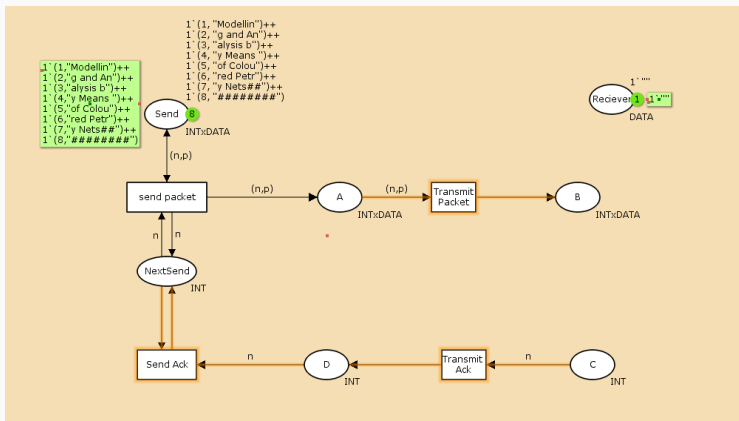 1`(1, "Modellin")++
1`(2, "g and An")++
1`(3, "alysis b")++
1`(4, "y Means ")++
1`(5, "of Colou")++
1`(6, "red Petr")++
1`(7, "y Nets##")++
1`(8, "########")
1`(1,"Modellin")++
1`(2,"g and An")++
1`(3,"alysis b")++
1`(4,"y Means ")++
1`(5,"of Colou")++
1`(6,"red Petr")++
1`(7,"y Nets##")++
1`(8,"########")
Send
8
INTxDATA
1`""
Reciever
1
1`""
DATA
(n,p)
send packet
(n,p)
A
INTxDATA
(n,p)
Transmit
Packet
B
INTxDATA
n
n
NextSend
INT
Send Ack
n
D
INT
Transmit
Ack
n
C
INT